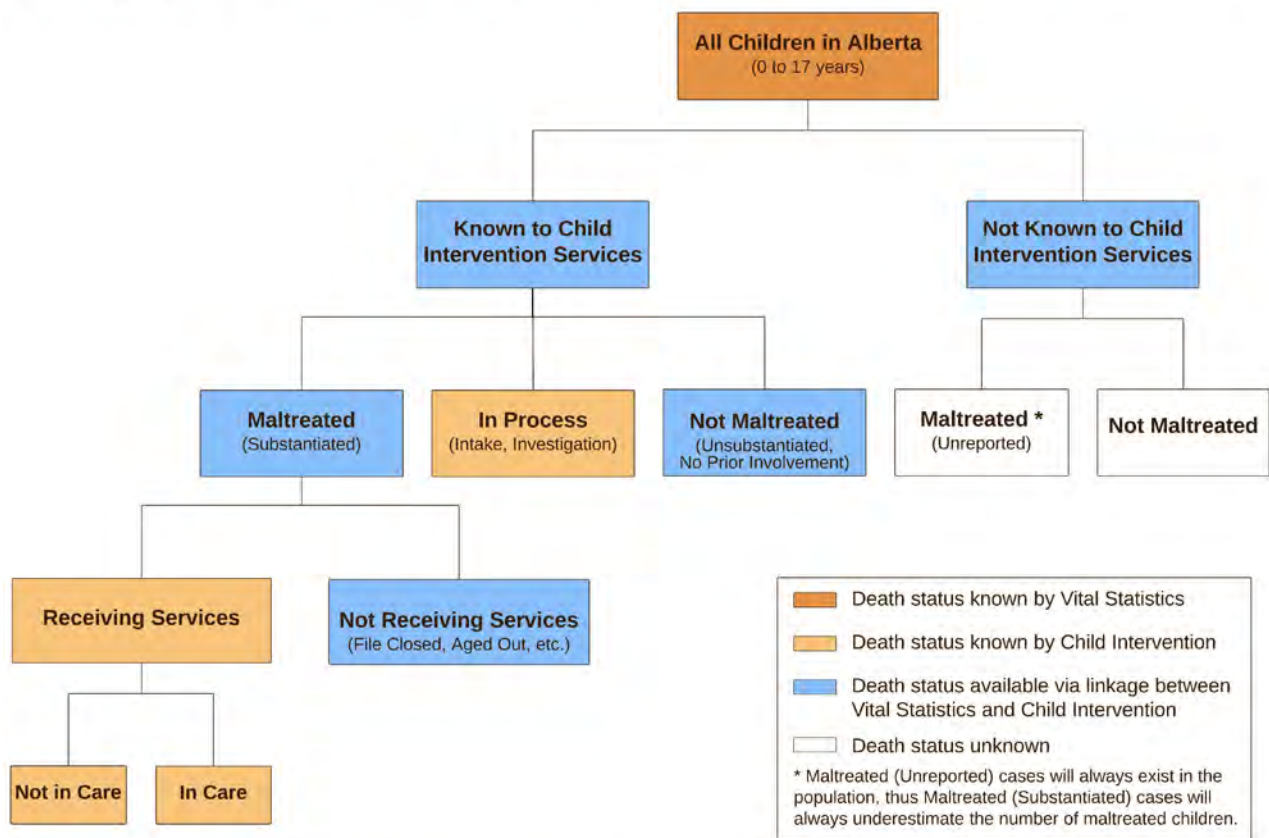 All Children in Alberta
(0 to 17 years)
Known to Child
Intervention Services
Not Known to Child
Intervention Services
Maltreated
(Substantiated)
In Process
(Intake, Investigation)
Not Maltreated
(Unsubstantiated,
No Prior Involvement)
Maltreated *
(Unreported)
Not Maltreated
Receiving Services
Not Receiving Services
(File Closed, Aged Out, etc.)
Not in Care
In Care
Death status known by Vital Statistics
Death status known by Child Intervention
Death status available via linkage between
Vital Statistics and Child Intervention
Death status unknown
* Maltreated (Unreported) cases will always exist in the
population, thus Maltreated (Substantiated) cases will
always underestimate the number of maltreated children.